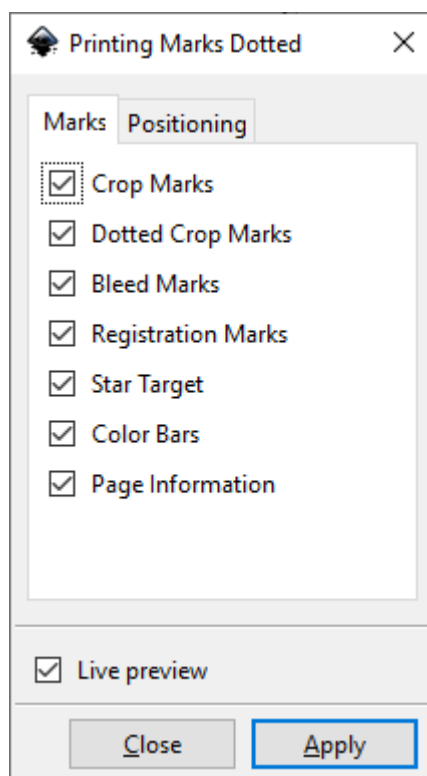 Printing Marks Dotted
Marks Positioning
Crop Marks
Dotted Crop Marks
Bleed Marks
Registration Marks
Star Target
Color Bars
Page Information
Live preview
Close Apply